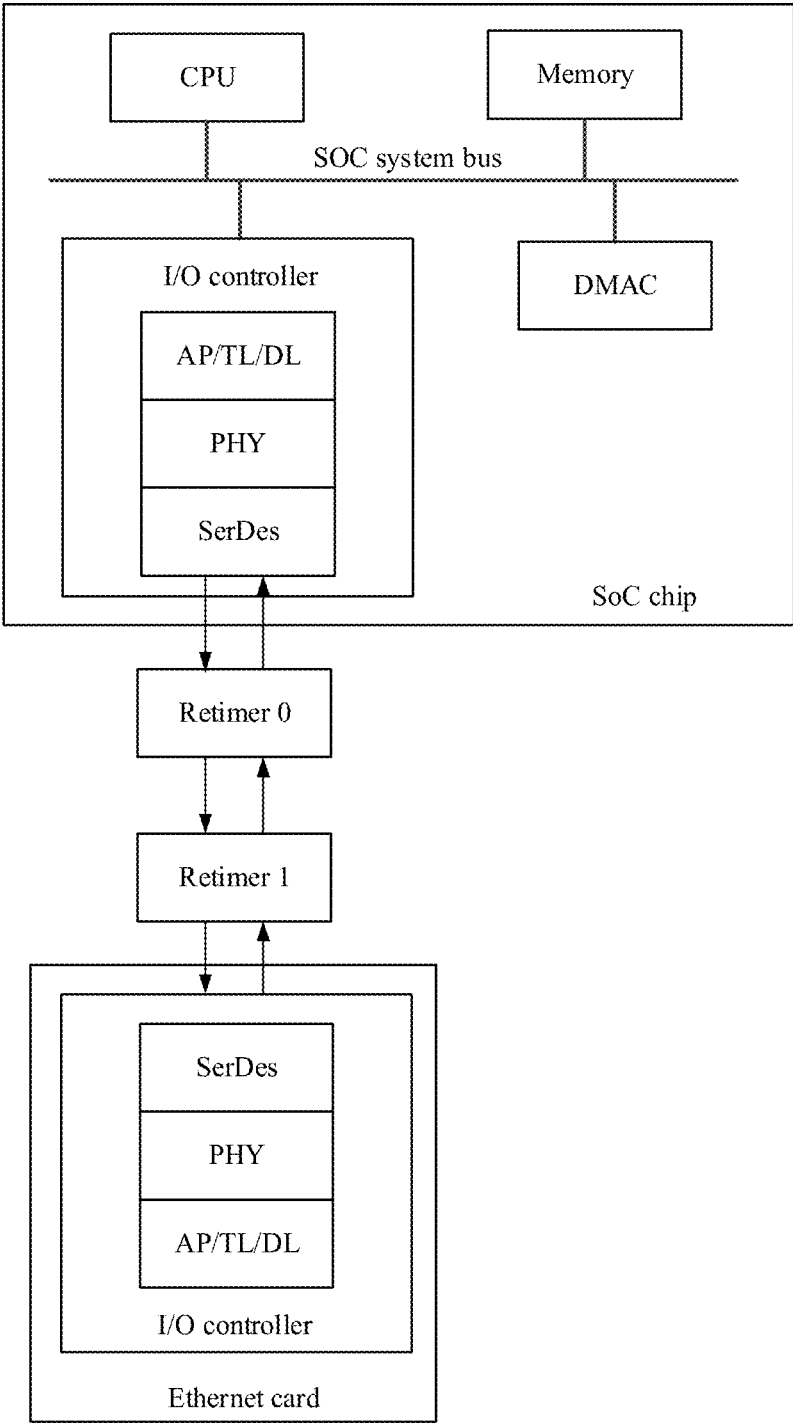 CPU
Memory
SOC system bus
I/O controller
DMAC
AP/TL/DL
PHY
SerDes
SoC chip
Retimer 0
Retimer 1
SerDes
PHY
AP/TL/DL
I/O controller
Ethernet card